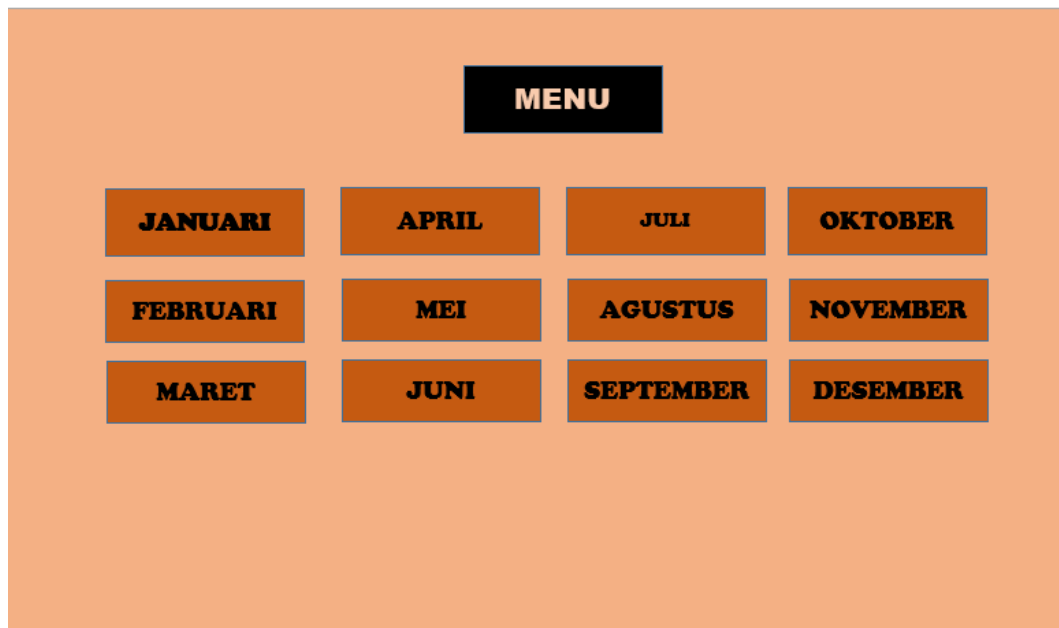 MENU
JANUARI
APRIL
JULI
OKTOBER
FEBRUARI
MEI
AGUSTUS
NOVEMBER
MARET
JUNI
SEPTEMBER
DESEMBER